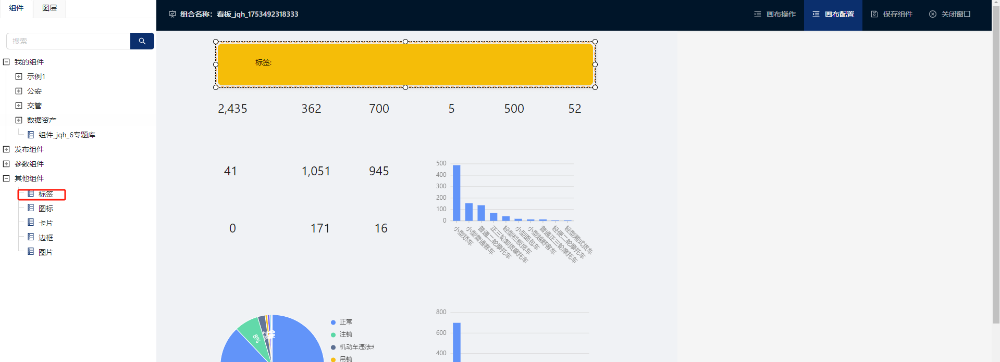 组件
图层
组合名称：看板_jqh_1753492318333
画布操作
画布配置
保存组件
关闭窗口
搜索
我的组件
示例1
公安
交管
数据资产
组件_jqh_6专题库
发布组件
参数组件
其他组件
标签
图标
卡片
边框
图片
标签:
2,435
362
700
5
500
52
41
1,051
945
0
171
16
500
400
300
200
100
0
小型轿车
小型普通客车
普通二轮摩托车
正三轮卸货摩托车
轻型栏板货车
小型面包车
小型越野客车
普通正三轮摩托车
轻便二轮摩托车
轻型厢式货车
8%
2%
正常
注销
机动车违法未
吊销
800
600
400